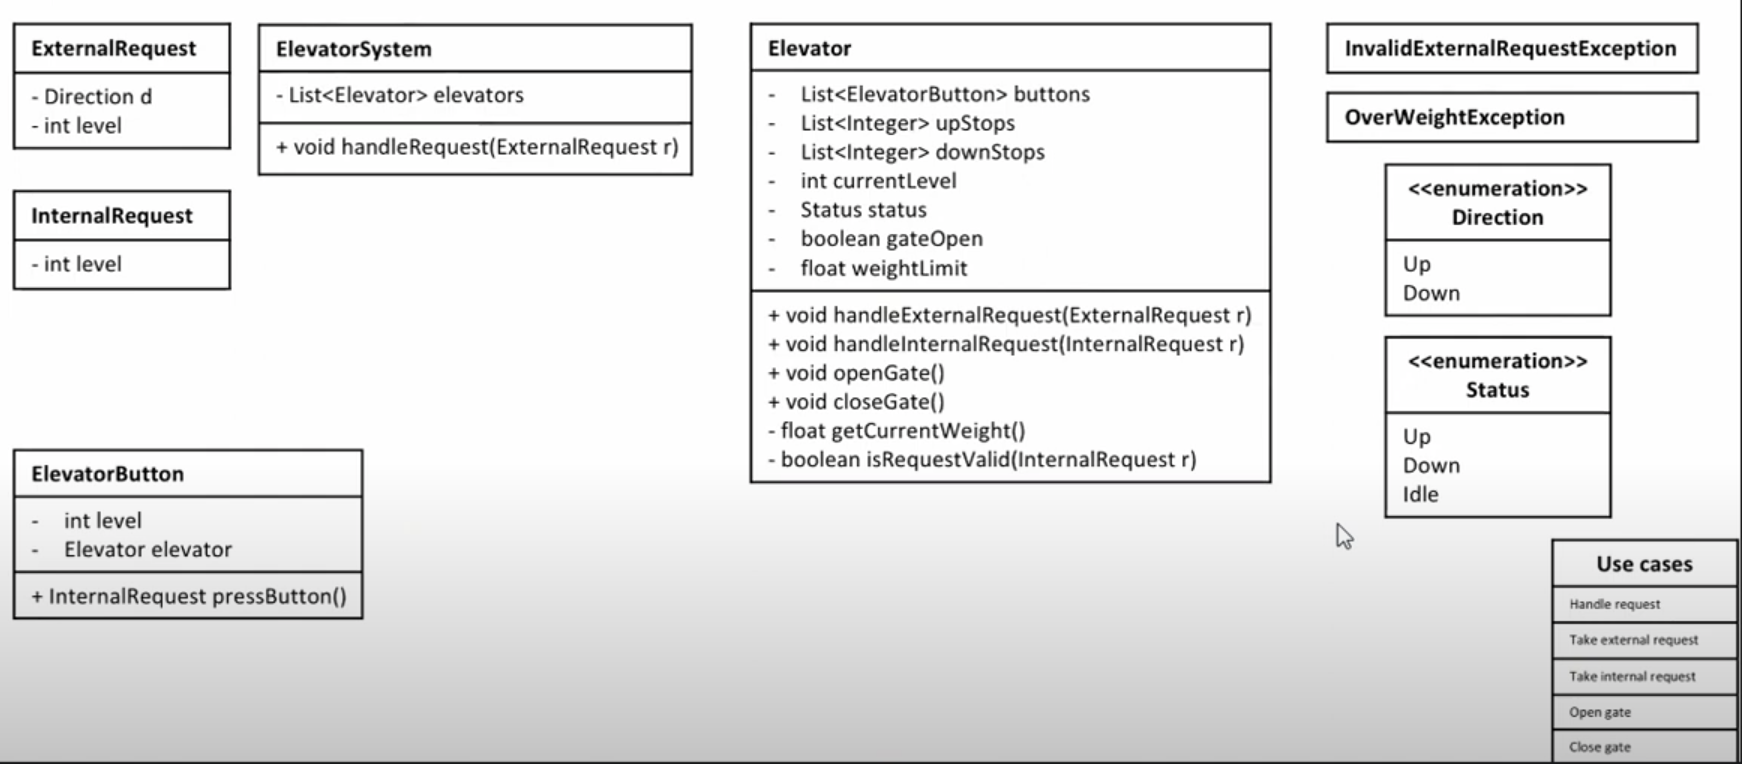 ExternalRequest
- Direction d
- int level
InternalRequest
- int level
ElevatorButton
- int level
- Elevator elevator
+ InternalRequest pressButton()
ElevatorSystem
- List<Elevator> elevators
+ void handleRequest(ExternalRequest r)
Elevator
- List<ElevatorButton> buttons
- List<Integer> upStops
- List<Integer> downStops
- int currentLevel
- Status status
- boolean gateOpen
- float weightLimit
+ void handleExternalRequest(ExternalRequest r)
+ void handleInternalRequest(InternalRequest r)
+ void openGate()
+ void closeGate()
- float getCurrentWeight()
- boolean isRequestValid(InternalRequest r)
InvalidExternalRequestException
OverWeightException
<<enumeration>>
Direction
Up
Down
<<enumeration>>
Status
Up
Down
Idle
Use cases
Handle request
Take external request
Take internal request
Open gate
Close gate